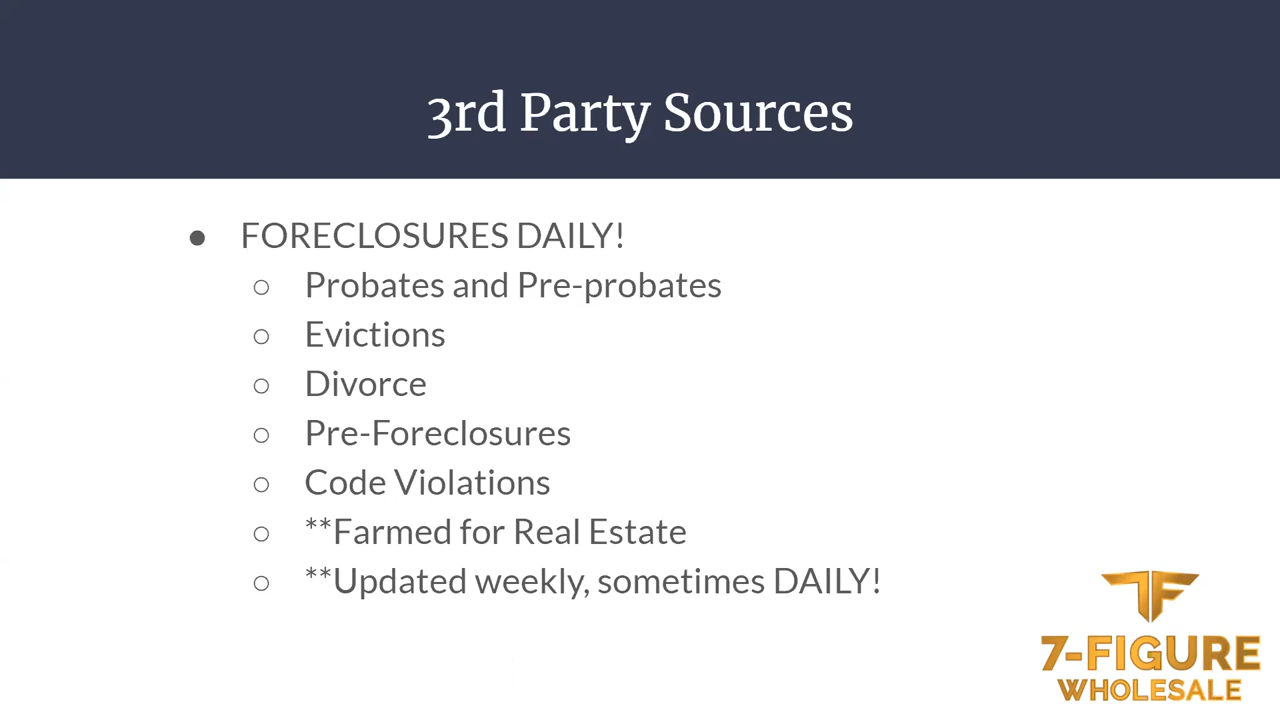 3rd Party Sources
● FORECLOSURES DAILY!
○ Probates and Pre-probates
○ Evictions
○ Divorce
○ Pre-Foreclosures
○ Code Violations
○ **Farmed for Real Estate
○ **Updated weekly, sometimes DAILY!
7F
7-FIGURE
WHOLESALE